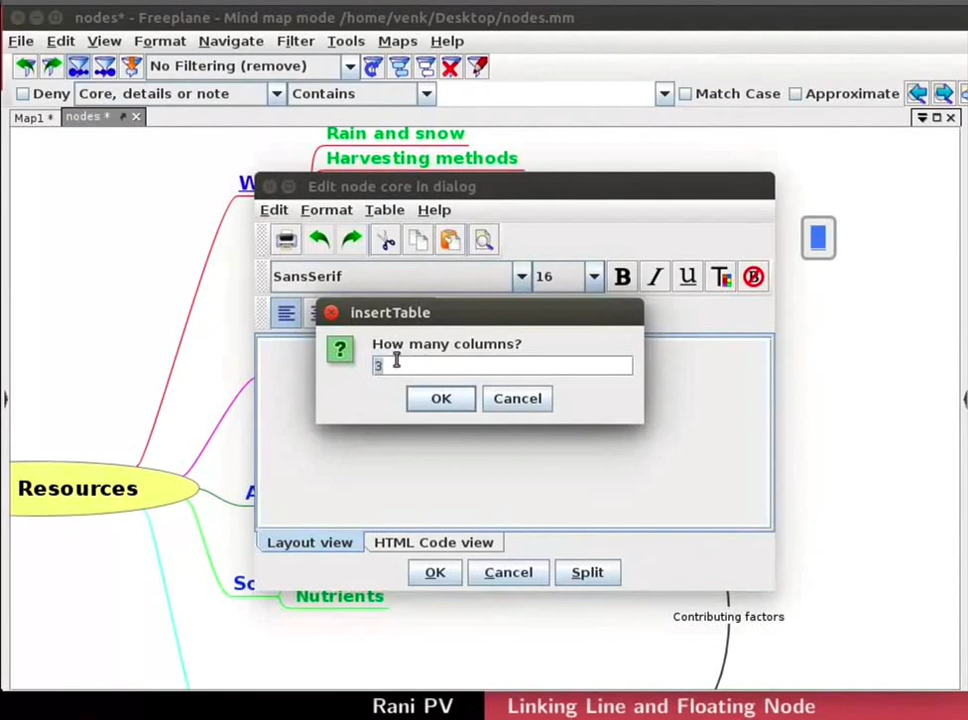 nodes* - Freeplane - Mind map mode /home/venk/Desktop/nodes.mm
File Edit View Format Navigate Filter Tools Maps Help
No Filtering (remove)
Deny Core, details or note Contains Match Case Approximate
Map1 * nodes *
Rain and snow
Harvesting methods
W
Edit node core in dialog
Edit Format Table Help
SansSerif 16 B I U T B
insertTable
? How many columns?
3
OK Cancel
Resources
A
Layout view HTML Code view
OK Cancel Split
So
Nutrients
Contributing factors
Rani PV Linking Line and Floating Node